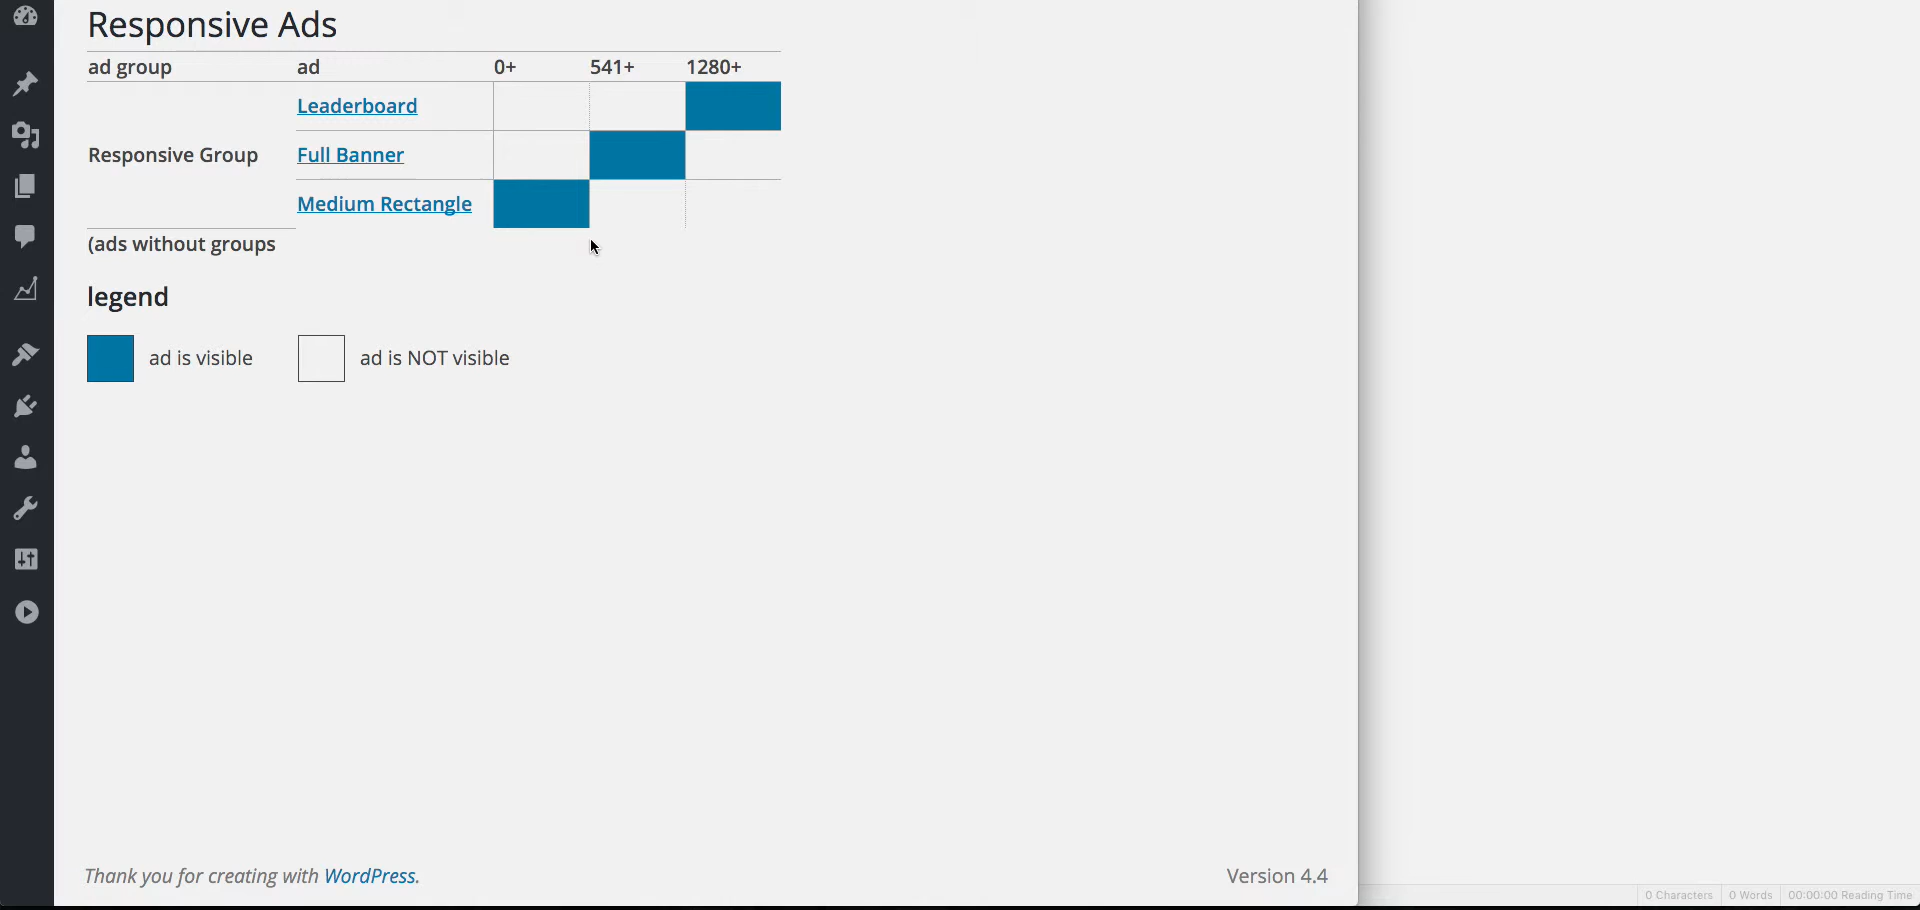 Responsive Ads
ad group ad 0+ 541+ 1280+
Leaderboard
Responsive Group Full Banner
Medium Rectangle
(ads without groups
legend
ad is visible ad is NOT visible
Thank you for creating with WordPress. Version 4.4
0 Characters 0 Words 00:00:00 Reading Time